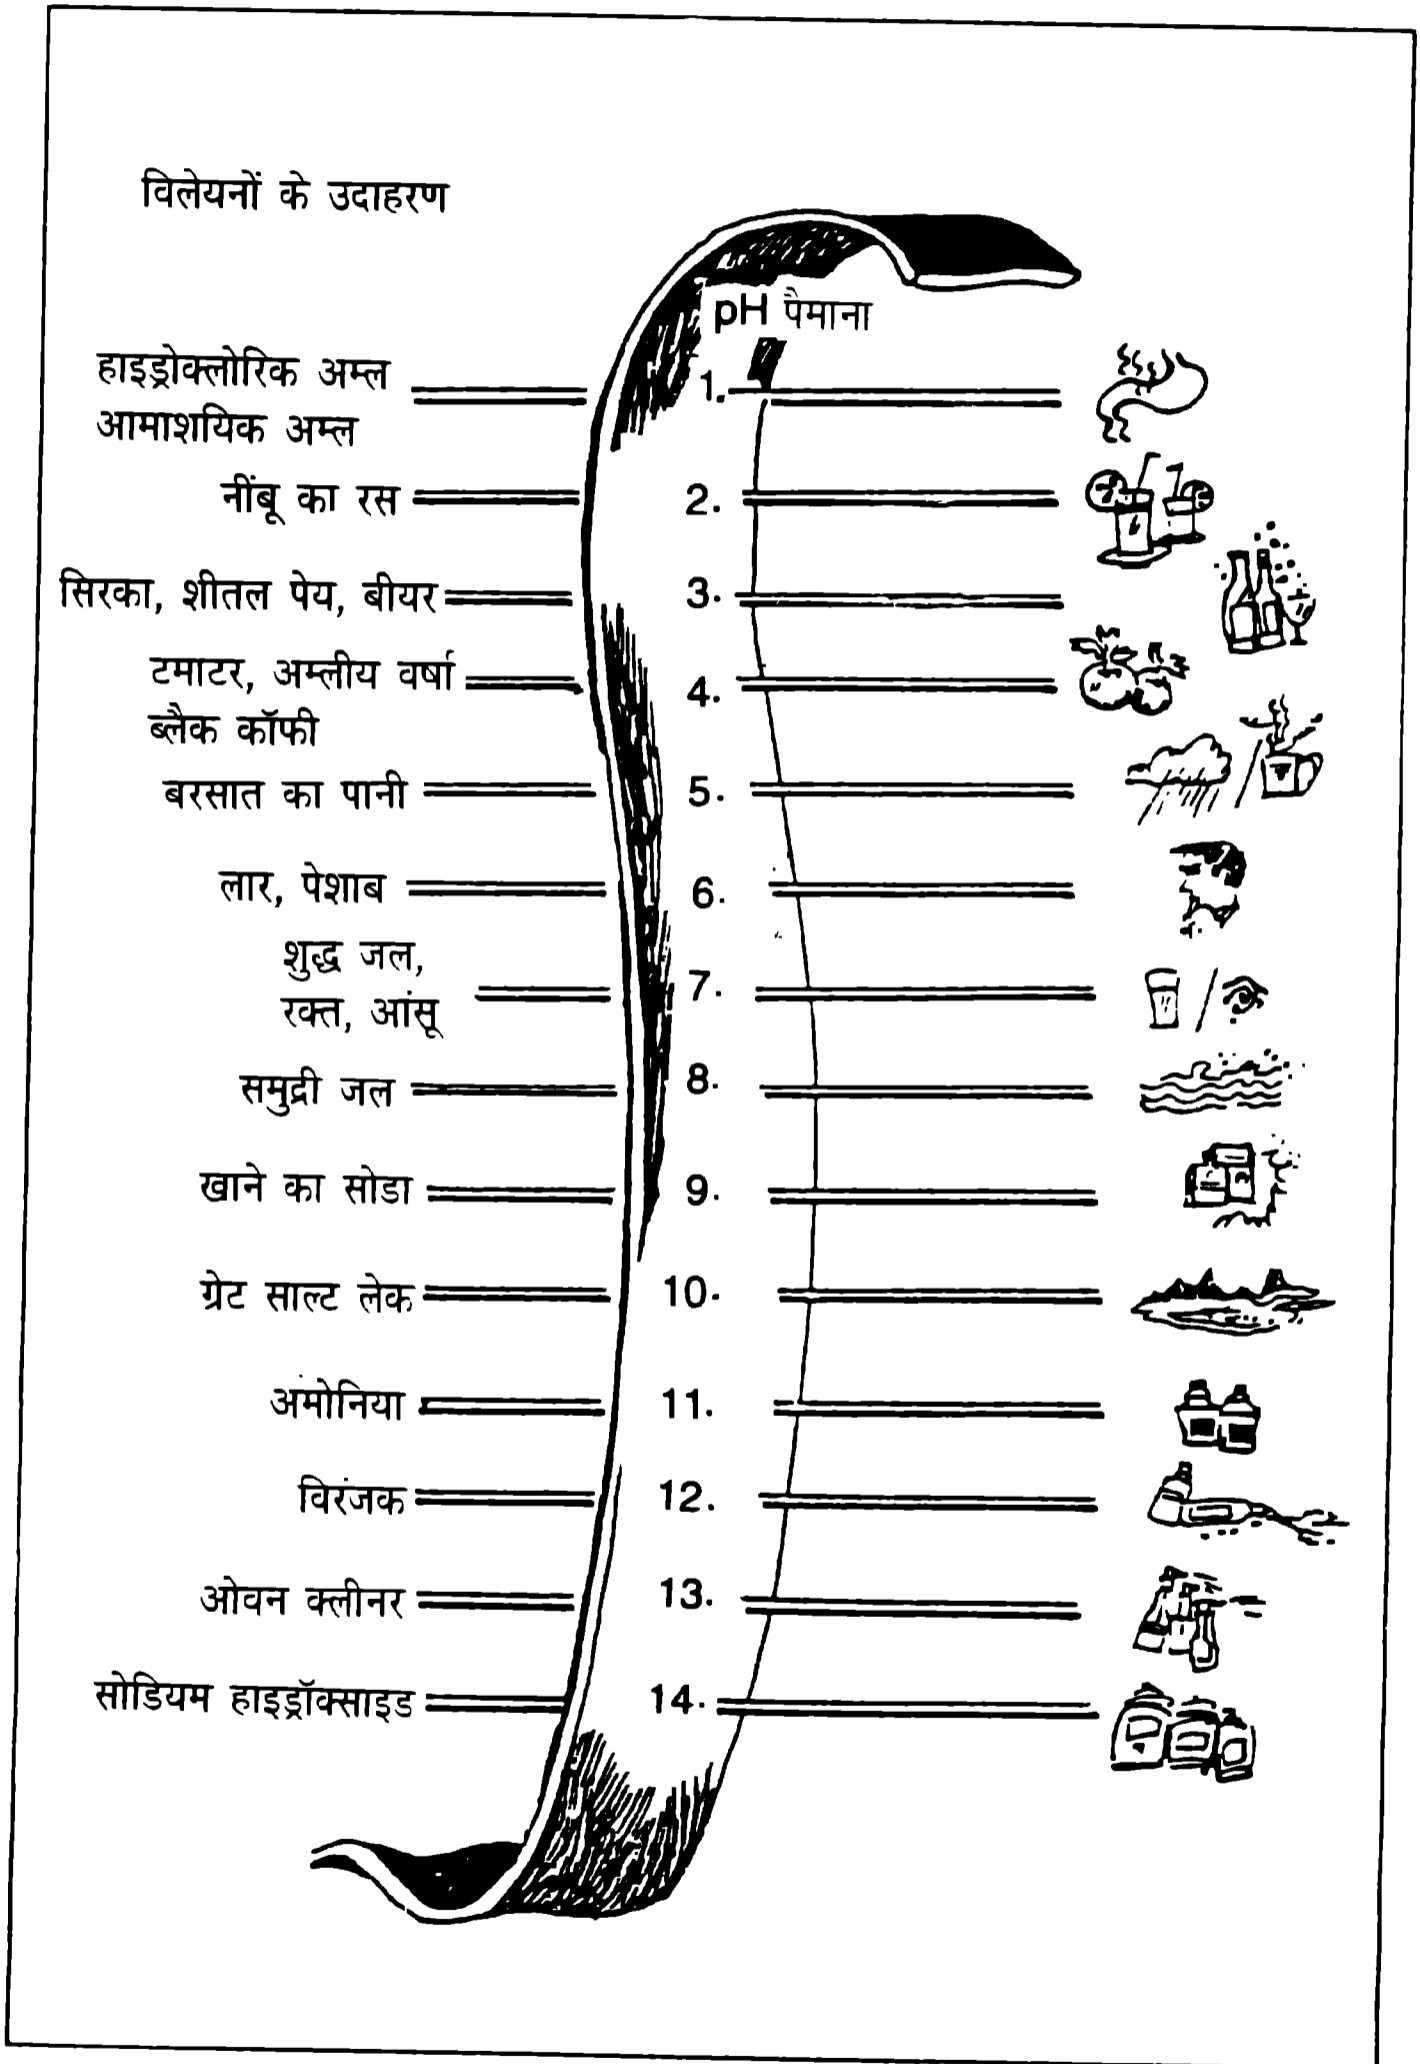 विलेयनों के उदाहरण
pH पैमाना
हाइड्रोक्लोरिक अम्ल
आमाशयिक अम्ल
1.
नींबू का रस 2.
सिरका, शीतल पेय, बीयर 3.
टमाटर, अम्लीय वर्षा 4.
ब्लैक कॉफी
बरसात का पानी 5.
लार, पेशाब 6.
शुद्ध जल,
रक्त, आंसू
7.
समुद्री जल 8.
खाने का सोडा 9.
ग्रेट साल्ट लेक 10.
अमोनिया 11.
विरंजक 12.
ओवन क्लीनर 13.
सोडियम हाइड्रॉक्साइड 14.